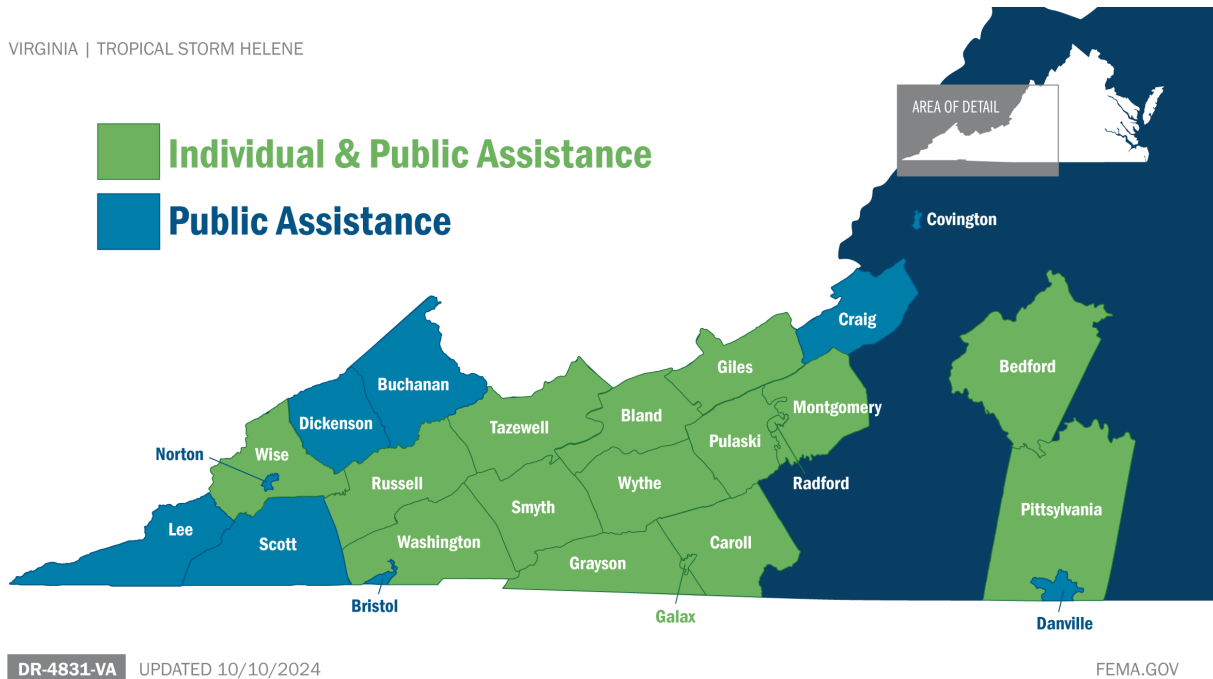 VIRGINIA | TROPICAL STORM HELENE
AREA OF DETAIL
Individual & Public Assistance
Public Assistance
Covington
Craig
Giles
Bedford
Buchanan
Bland
Montgomery
Dickenson
Tazewell
Pulaski
Norton
Wise
Russell
Wythe
Radford
Smyth
Pittsylvania
Lee
Scott
Washington
Caroll
Grayson
Bristol
Galax
Danville
DR-4831-VA UPDATED 10/10/2024
FEMA.GOV